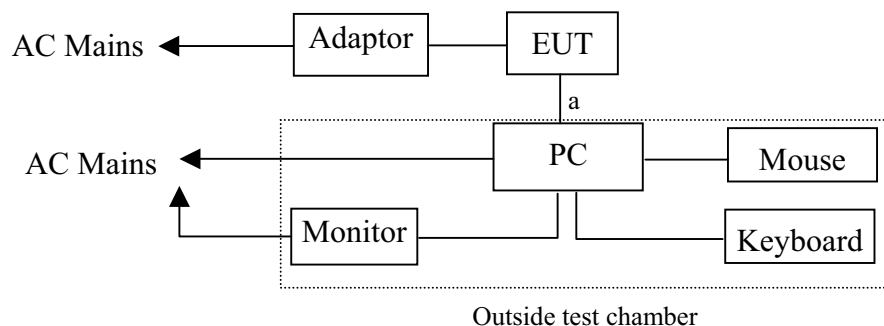 AC Mains
Adaptor
EUT
a
AC Mains
PC
Mouse
Monitor
Keyboard
Outside test chamber